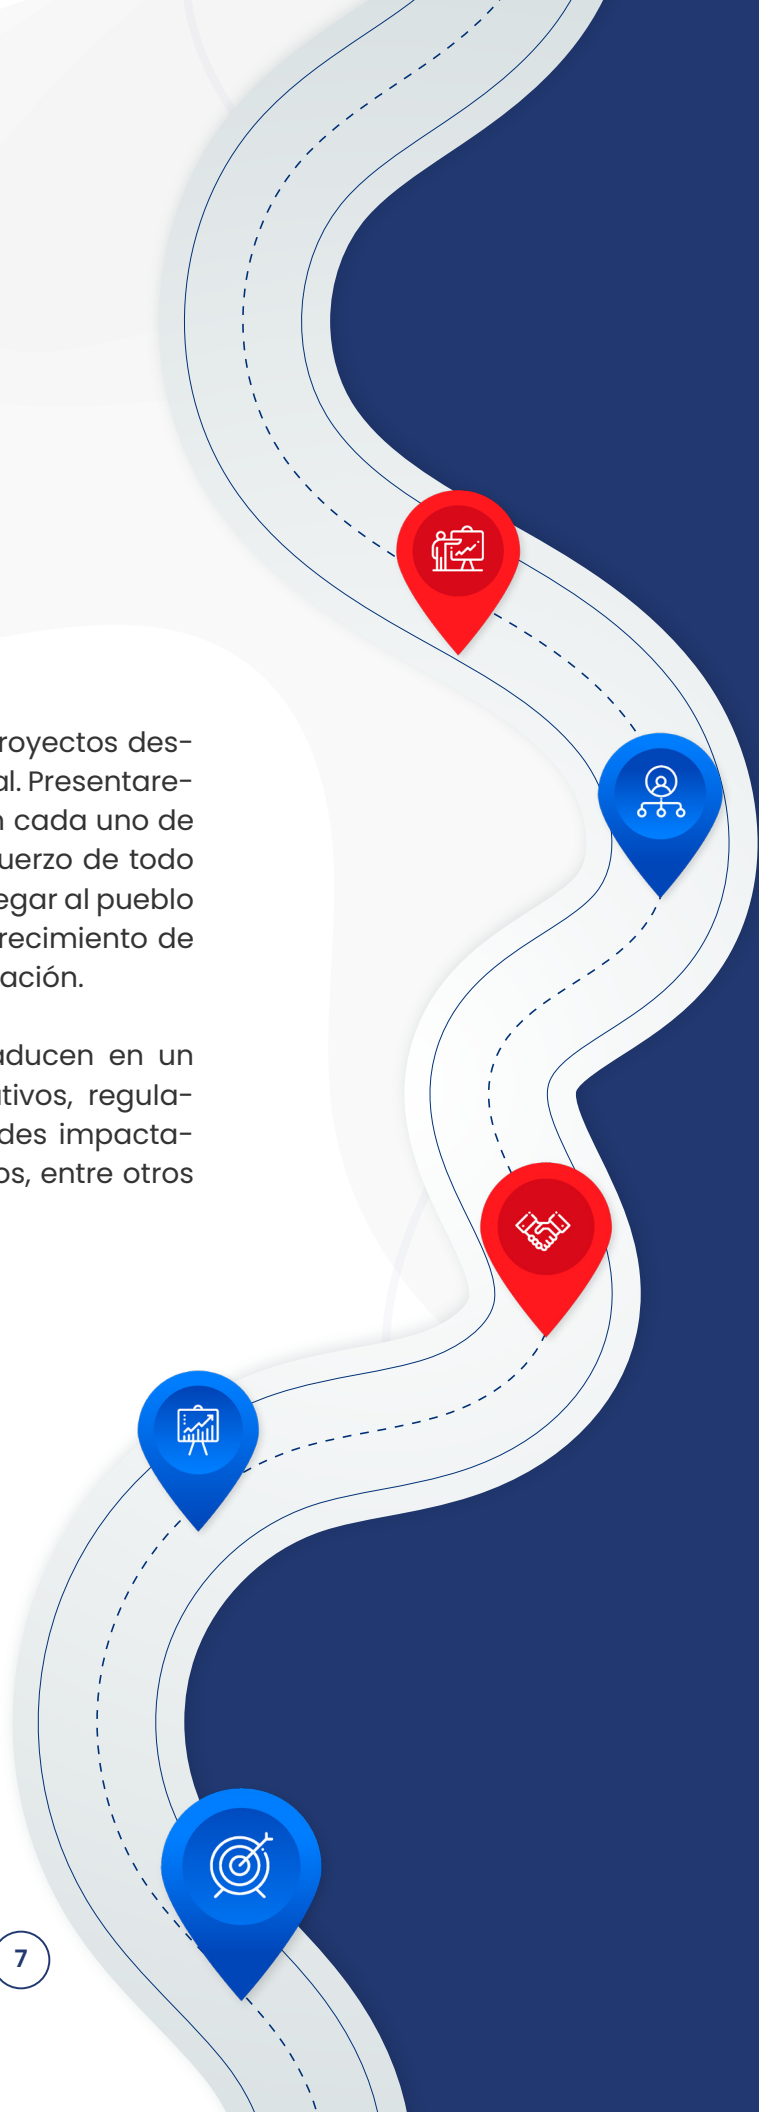 royectos des-
al. Presentare-
n cada uno de
uerzo de todo
egar al pueblo
recimiento de
ación.
aducen en un
tivos, regula-
des impacta-
os, entre otros
7